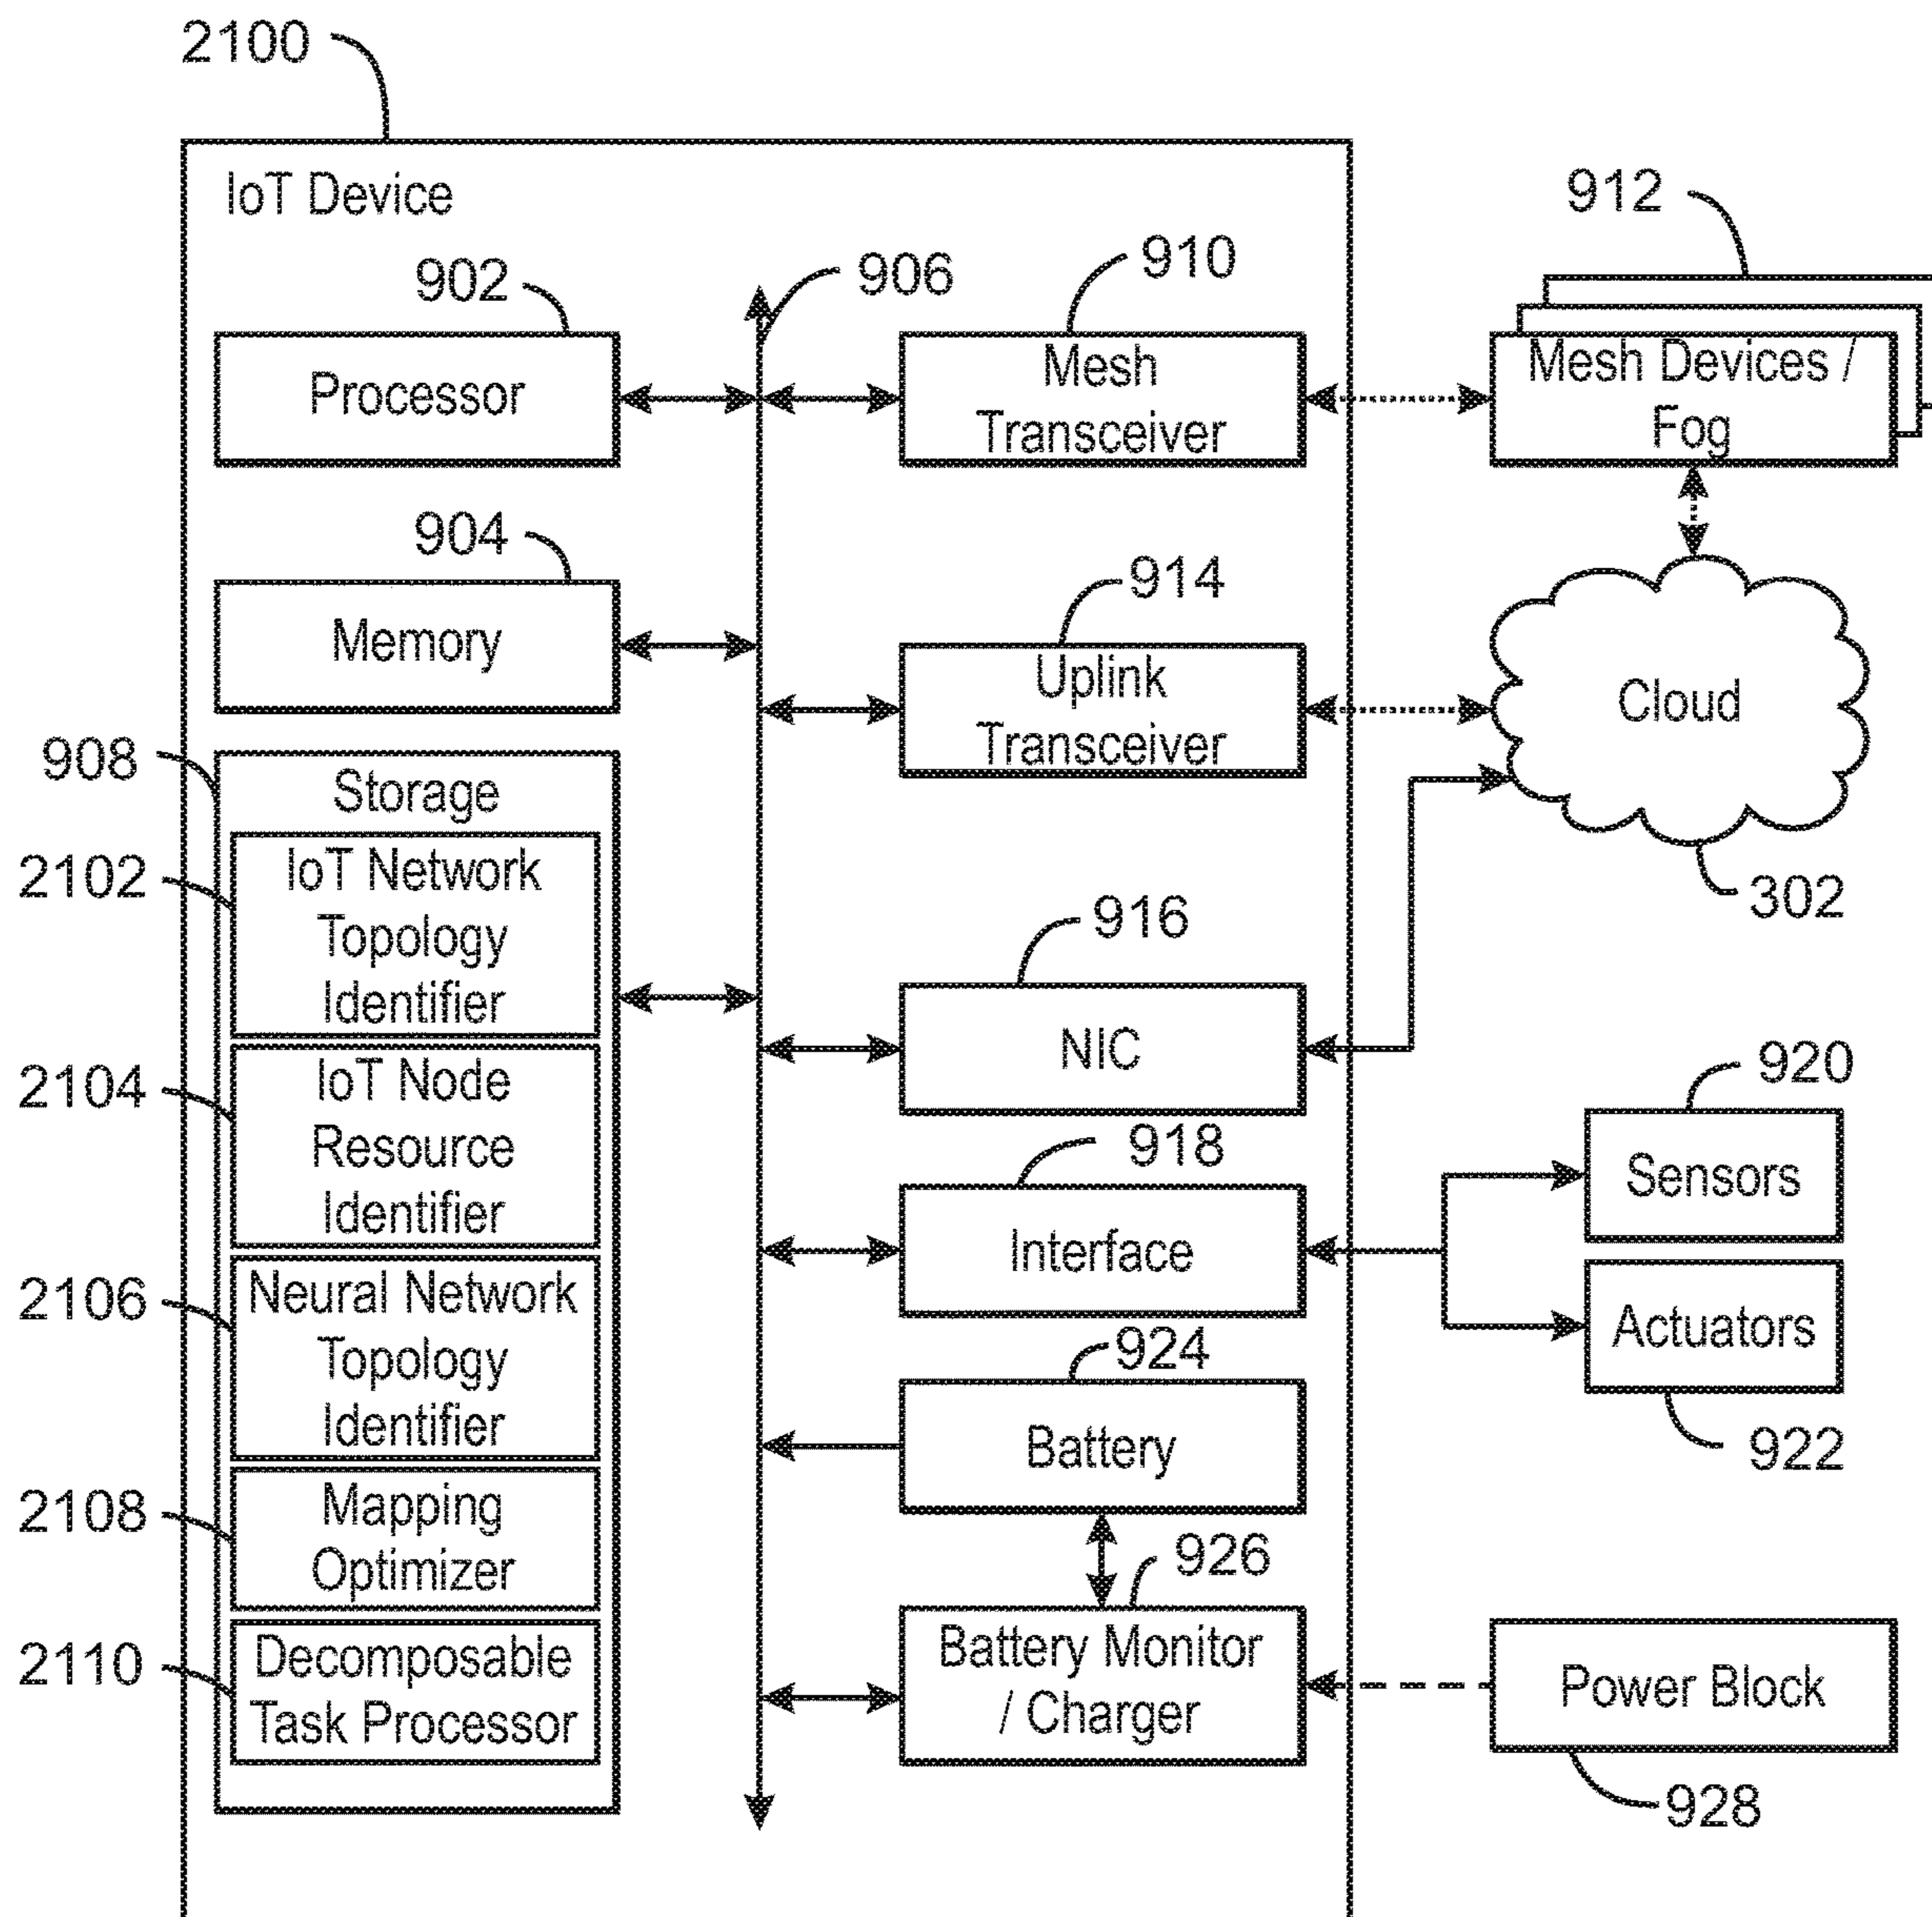 2100
IoT Device
902
906
910
912
Processor
Mesh
Transceiver
Mesh Devices /
Fog
904
914
Memory
Uplink
Transceiver
Cloud
908
Storage
302
2102
IoT Network
Topology
Identifier
916
NIC
2104
IoT Node
Resource
Identifier
918
Interface
920
Sensors
Actuators
922
2106
Neural Network
Topology
Identifier
924
Battery
2108
Mapping
Optimizer
926
Battery Monitor
/ Charger
Power Block
928
2110
Decomposable
Task Processor